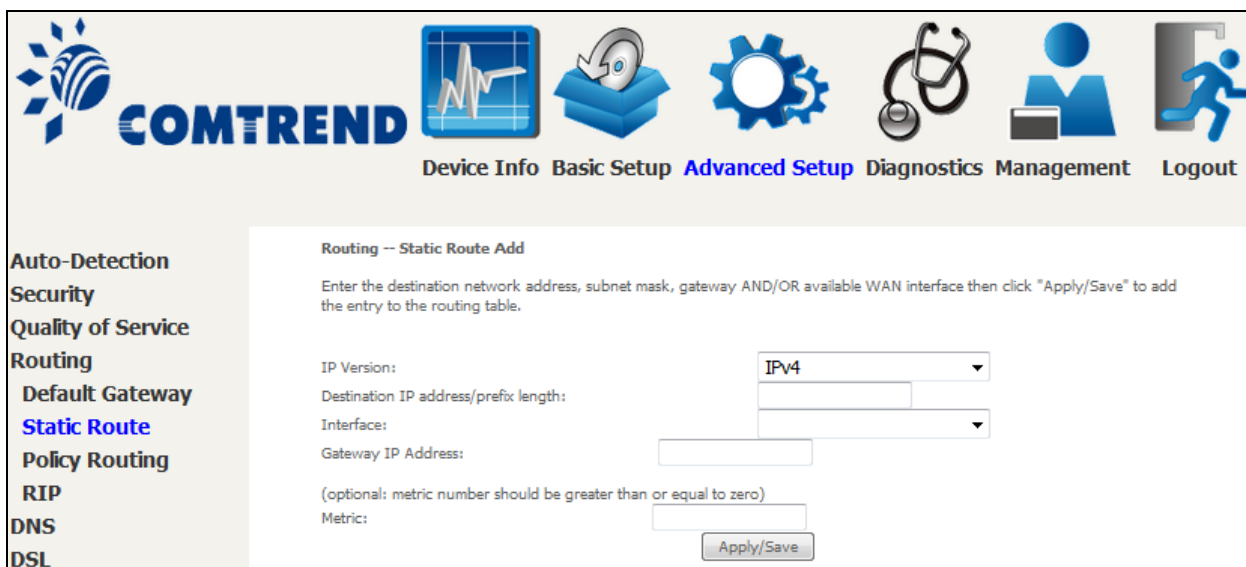 COMTREND
Device Info Basic Setup Advanced Setup Diagnostics Management Logout
Auto-Detection
Security
Quality of Service
Routing
Default Gateway
Static Route
Policy Routing
RIP
DNS
DSL
Routing -- Static Route Add
Enter the destination network address, subnet mask, gateway AND/OR available WAN interface then click "Apply/Save" to add
the entry to the routing table.
IP Version: IPv4
Destination IP address/prefix length:
Interface:
Gateway IP Address:
(optional: metric number should be greater than or equal to zero)
Metric:
Apply/Save